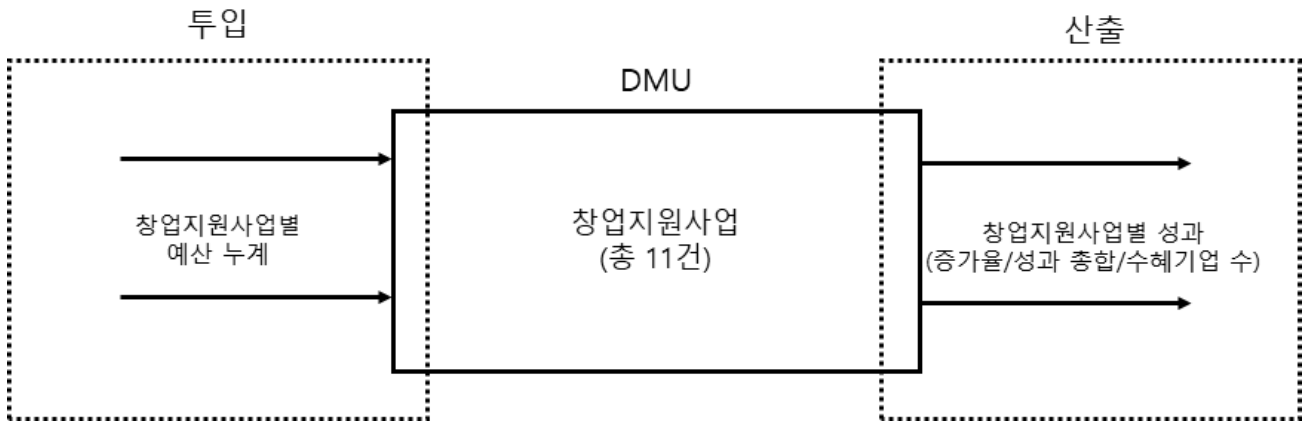 투입
산출
DMU
창업지원사업별
예산 누계
창업지원사업
(총 11건)
창업지원사업별 성과
(증가율/성과 총합/수혜기업 수)